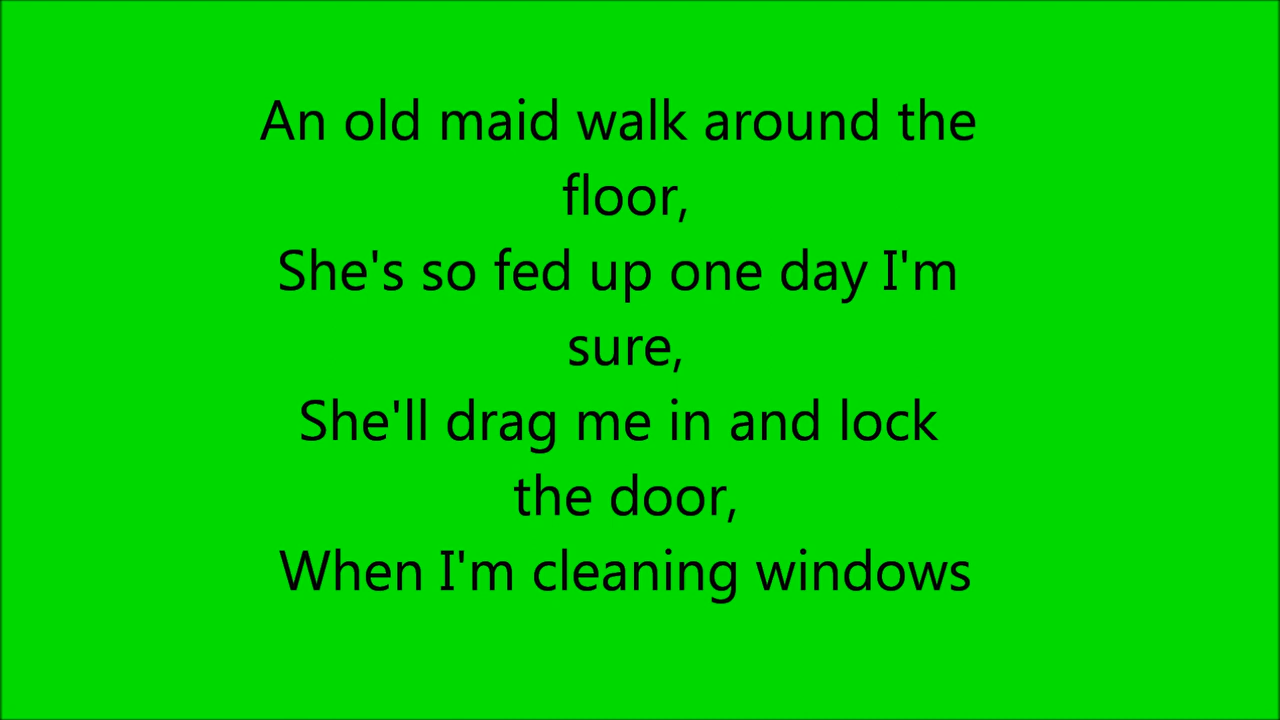 An old maid walk around the
floor,
She's so fed up one day I'm
sure,
She'll drag me in and lock
the door,
When I'm cleaning windows